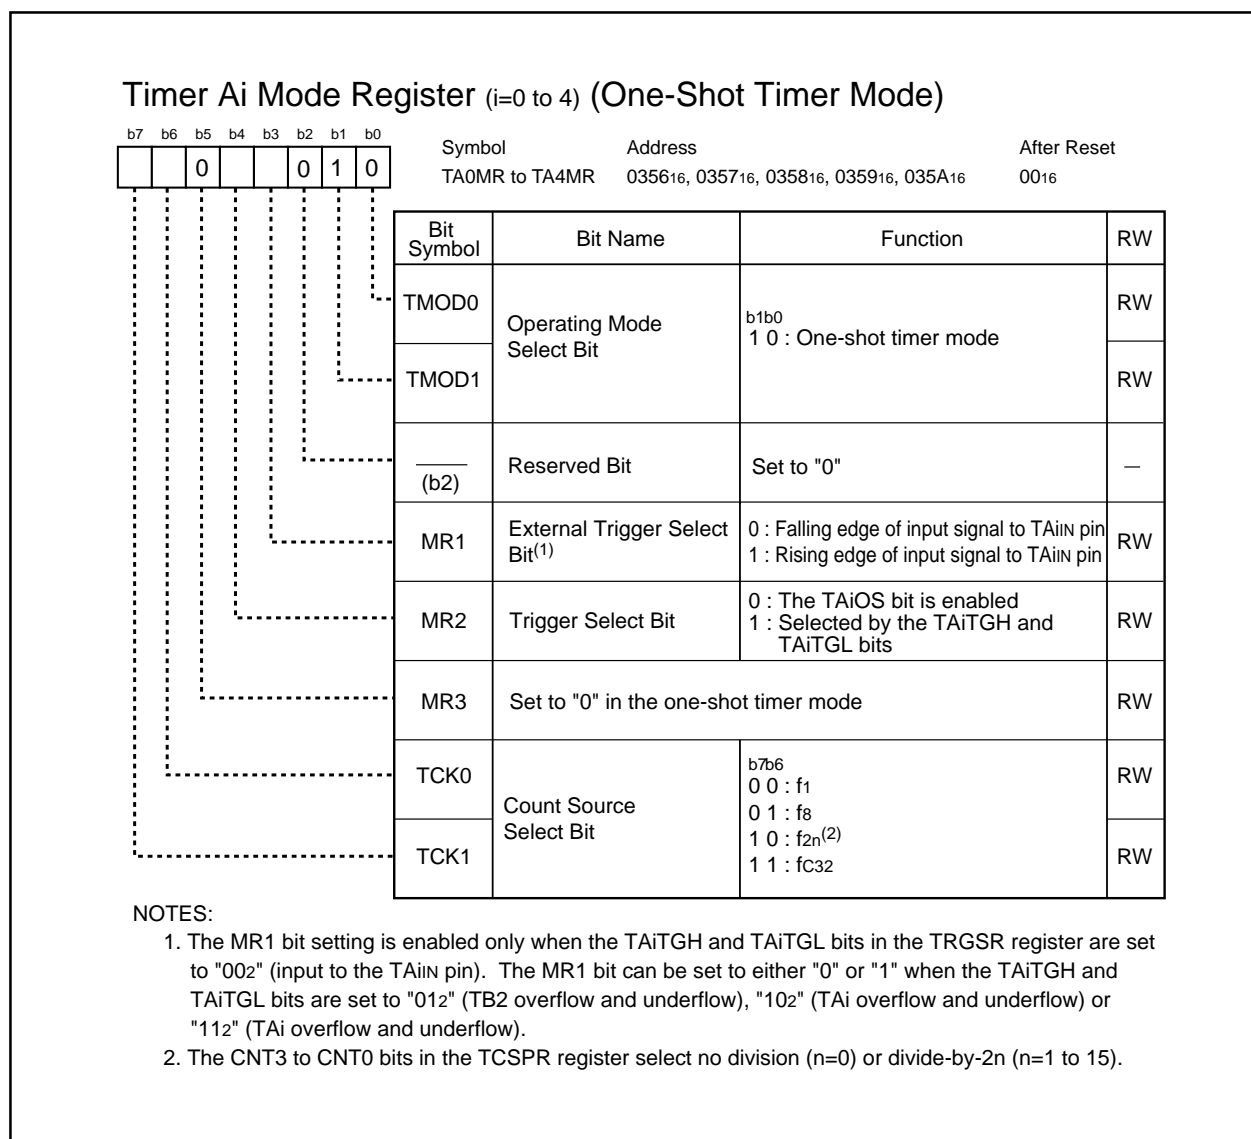 Timer Ai Mode Register (i=0 to 4) (One-Shot Timer Mode)
b7 b6 b5 b4 b3 b2 b1 b0
0 0 1 0
Symbol Address After Reset
TA0MR to TA4MR 035616, 035716, 035816, 035916, 035A16 0016
Bit Symbol Bit Name Function RW
TMOD0 RW
Operating Mode
Select Bit
b1b0
1 0 : One-shot timer mode
TMOD1 RW
(b2) Reserved Bit Set to "0" —
MR1 External Trigger Select
Bit(1)
0 : Falling edge of input signal to TAiIN pin
1 : Rising edge of input signal to TAiIN pin
RW
MR2 Trigger Select Bit
0 : The TAiOS bit is enabled
1 : Selected by the TAiTGH and
TAiTGL bits
RW
MR3 Set to "0" in the one-shot timer mode RW
TCK0 RW
Count Source
Select Bit
b7b6
0 0 : f1
0 1 : f8
1 0 : f2n(2)
1 1 : fC32
TCK1 RW
NOTES:
1. The MR1 bit setting is enabled only when the TAiTGH and TAiTGL bits in the TRGSR register are set
to "002" (input to the TAiIN pin). The MR1 bit can be set to either "0" or "1" when the TAiTGH and
TAiTGL bits are set to "012" (TB2 overflow and underflow), "102" (TAi overflow and underflow) or
"112" (TAi overflow and underflow).
2. The CNT3 to CNT0 bits in the TCSPR register select no division (n=0) or divide-by-2n (n=1 to 15).